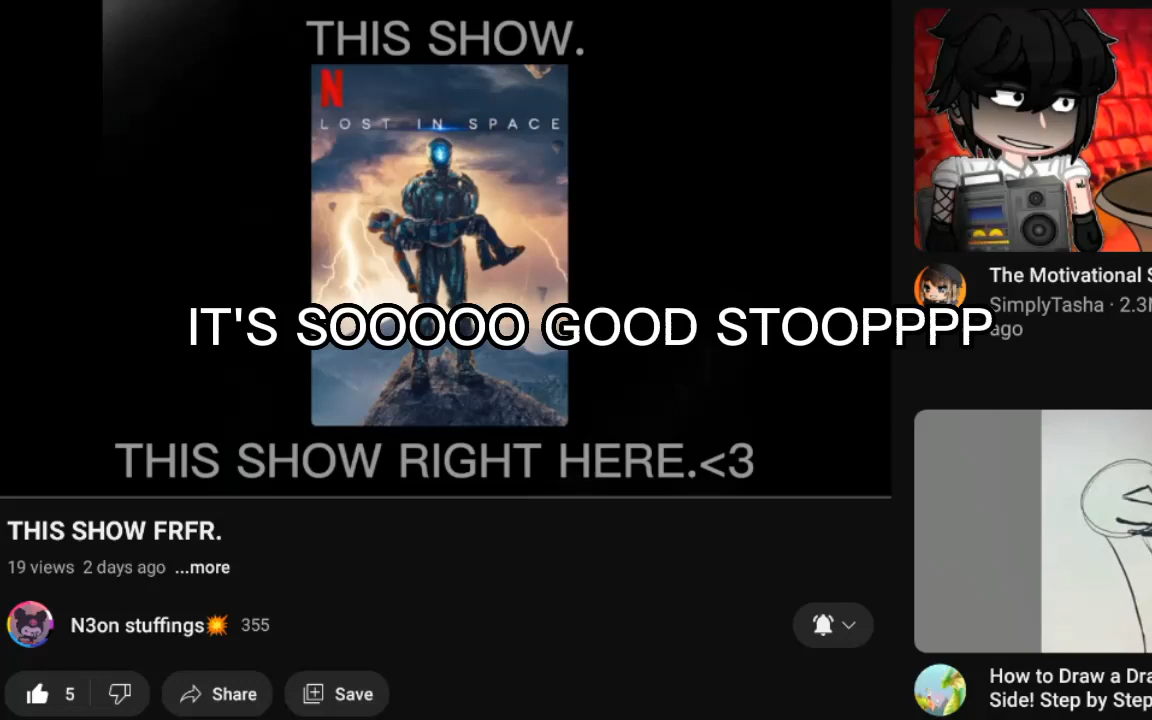 THIS SHOW.
N
LOST IN SPACE
IT'S SOOOOO GOOD STOOPPPP
THIS SHOW RIGHT HERE.<3
THIS SHOW FRFR.
19 views 2 days ago ...more
N3on stuffings💥 355
5
Share
Save
The Motivational S
SimplyTasha · 2.3M
ago
How to Draw a Dra
Side! Step by Step